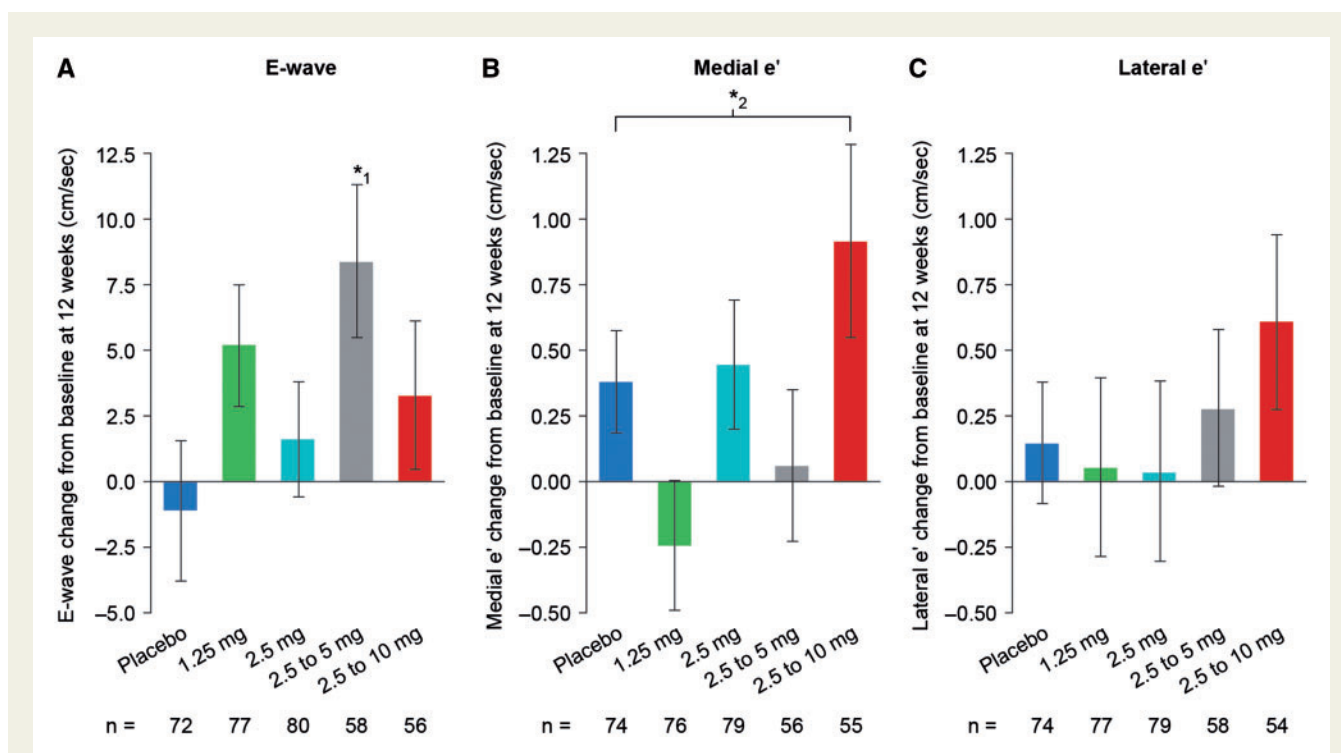 A E-wave
E-wave change from baseline at 12 weeks (cm/sec)
12.5
10.0
7.5
5.0
2.5
0.0
–2.5
–5.0
*1
Placebo
1.25 mg
2.5 mg
2.5 to 5 mg
2.5 to 10 mg
n = 72 77 80 58 56
B Medial e'
Medial e' change from baseline at 12 weeks (cm/sec)
*2
1.25
1.00
0.75
0.50
0.25
0.00
–0.25
–0.50
Placebo
1.25 mg
2.5 mg
2.5 to 5 mg
2.5 to 10 mg
n = 74 76 79 56 55
C Lateral e'
Lateral e' change from baseline at 12 weeks (cm/sec)
1.25
1.00
0.75
0.50
0.25
0.00
–0.25
–0.50
Placebo
1.25 mg
2.5 mg
2.5 to 5 mg
2.5 to 10 mg
n = 74 77 79 58 54